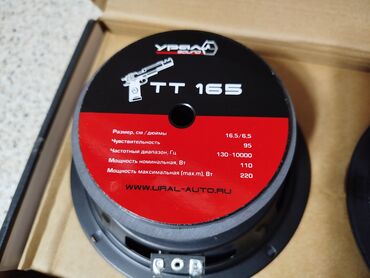 УРАЛ
SOUND
TT 165
Размер, см / дюймы 16,5/6,5
Чувствительность 95
Частотный диапазон, Гц 130-10000
Мощность номинальная, Вт 110
Мощность максимальная (max.m), Вт 220
WWW.URAL-AUTO.RU